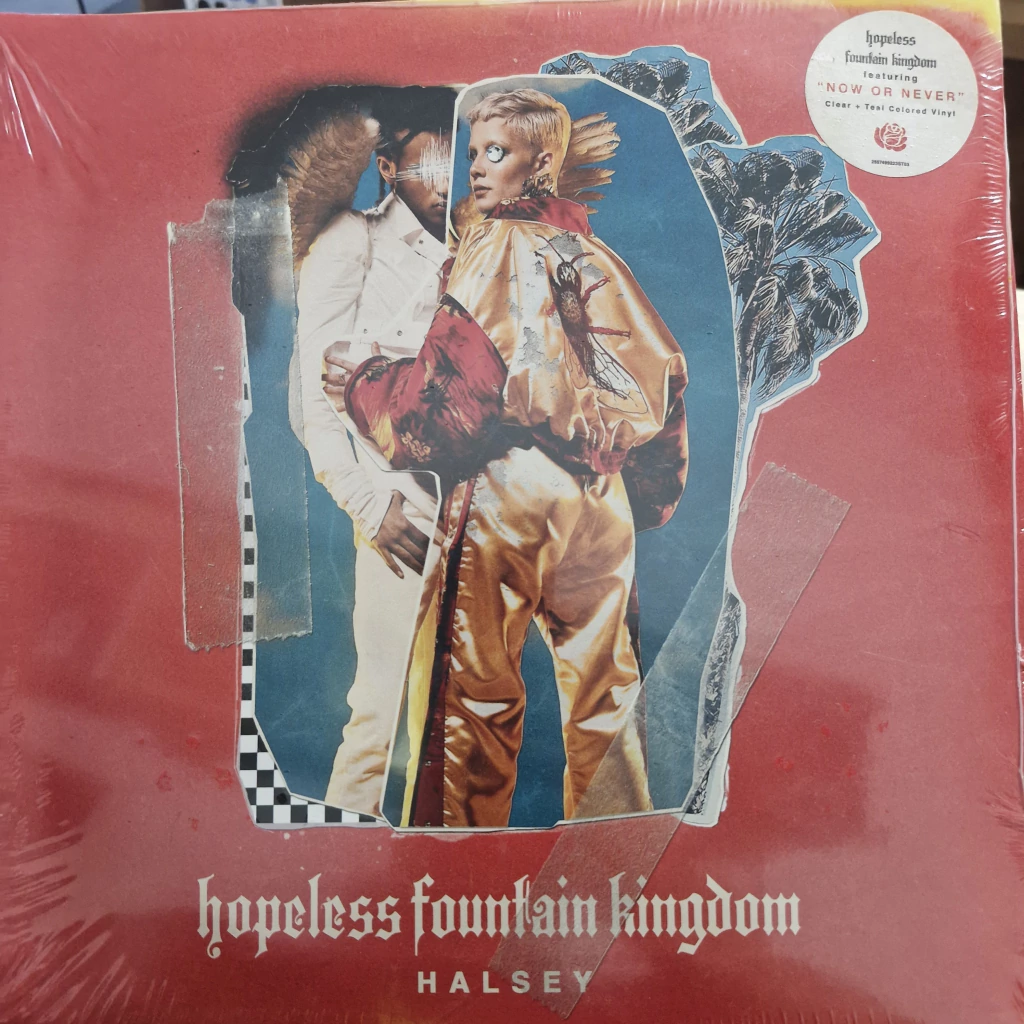 hopeless
fountain kingdom
featuring
"NOW OR NEVER"
Clear + Teal Colored Vinyl
hopeless fountain kingdom
HALSEY